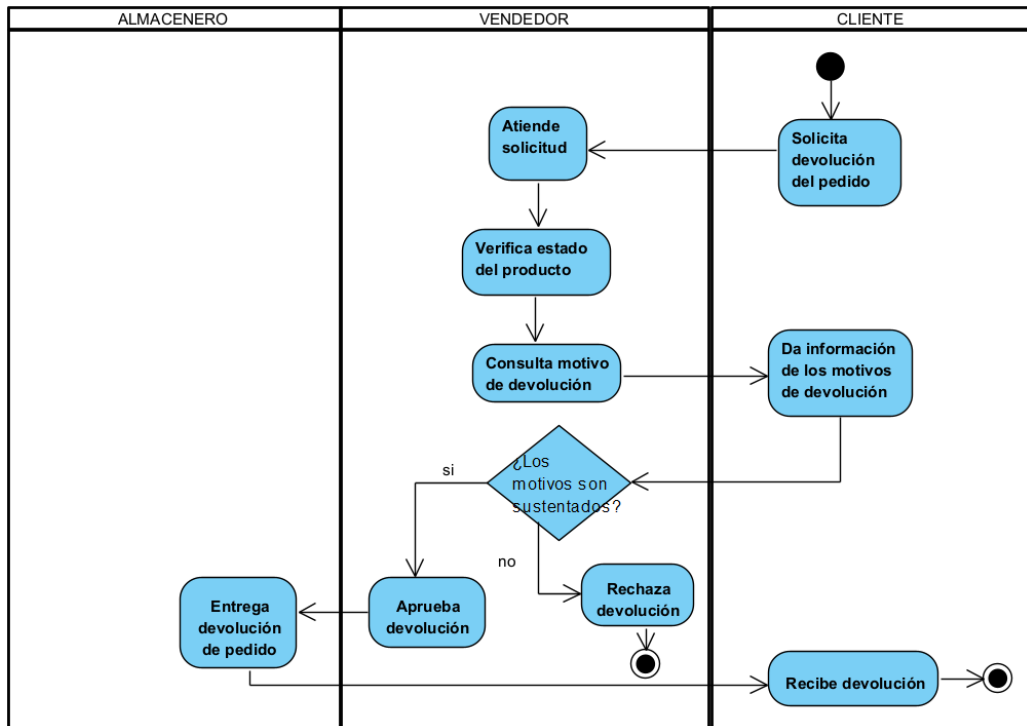 ALMACENERO
VENDEDOR
CLIENTE
Atiende
solicitud
Solicita
devolución
del pedido
Verifica estado
del producto
Consulta motivo
de devolución
Da información
de los motivos
de devolución
¿Los
motivos son
sustentados?
si
no
Rechaza
devolución
Aprueba
devolución
Entrega
devolución
de pedido
Recibe devolución